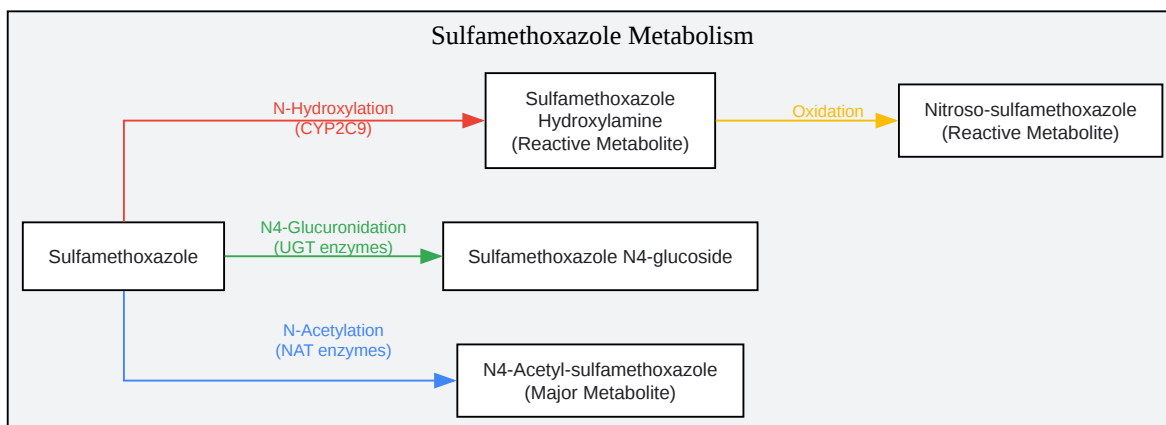 Sulfamethoxazole Metabolism
N-Hydroxylation
(CYP2C9)
Sulfamethoxazole
Hydroxylamine
(Reactive Metabolite)
Oxidation
Nitroso-sulfamethoxazole
(Reactive Metabolite)
Sulfamethoxazole
N4-Glucuronidation
(UGT enzymes)
Sulfamethoxazole N4-glucoside
N-Acetylation
(NAT enzymes)
N4-Acetyl-sulfamethoxazole
(Major Metabolite)